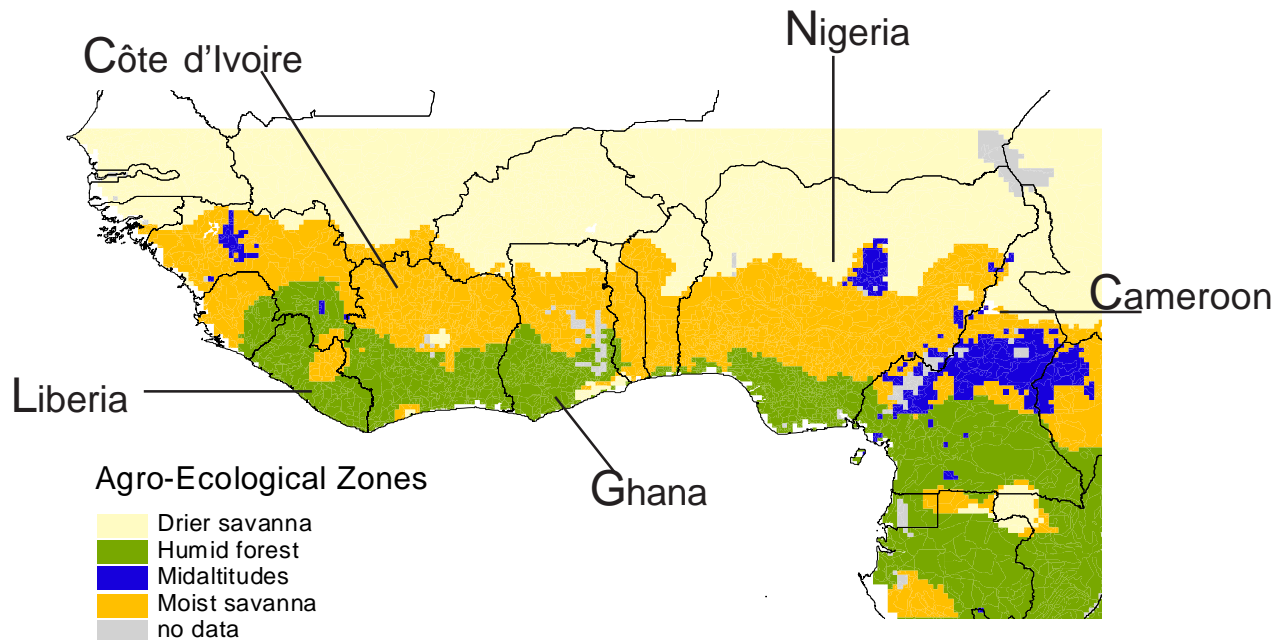 Nigeria
Côte d’Ivoire
Cameroon
Liberia
Ghana
Agro-Ecological Zones
Drier savanna
Humid forest
Midaltitudes
Moist savanna
no data